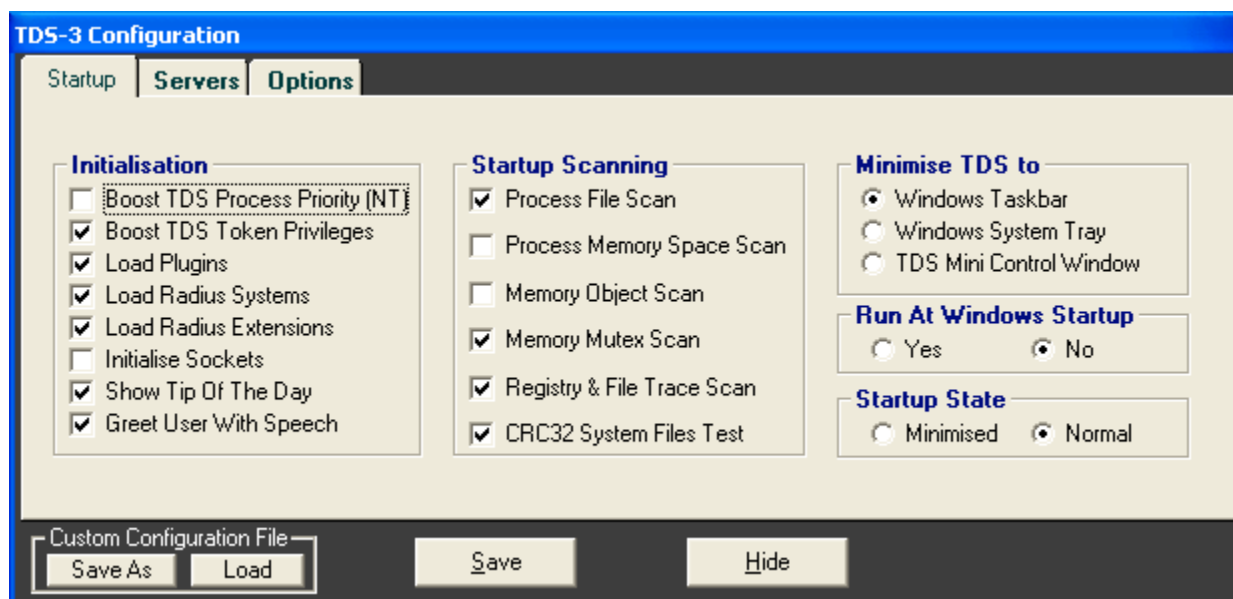 TDS-3 Configuration
Startup Servers Options
Initialisation
Boost TDS Process Priority (NT)
Boost TDS Token Privileges
Load Plugins
Load Radius Systems
Load Radius Extensions
Initialise Sockets
Show Tip Of The Day
Greet User With Speech
Startup Scanning
Process File Scan
Process Memory Space Scan
Memory Object Scan
Memory Mutex Scan
Registry & File Trace Scan
CRC32 System Files Test
Minimise TDS to
Windows Taskbar
Windows System Tray
TDS Mini Control Window
Run At Windows Startup
Yes No
Startup State
Minimised Normal
Custom Configuration File
Save As Load
Save Hide